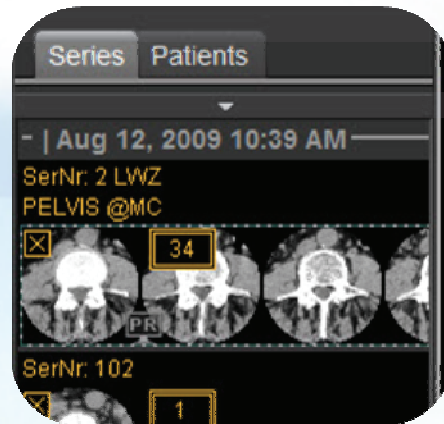 Series Patients
- | Aug 12, 2009 10:39 AM
SerNr: 2 LWZ
PELVIS @MC
34
PR
SerNr: 102
1